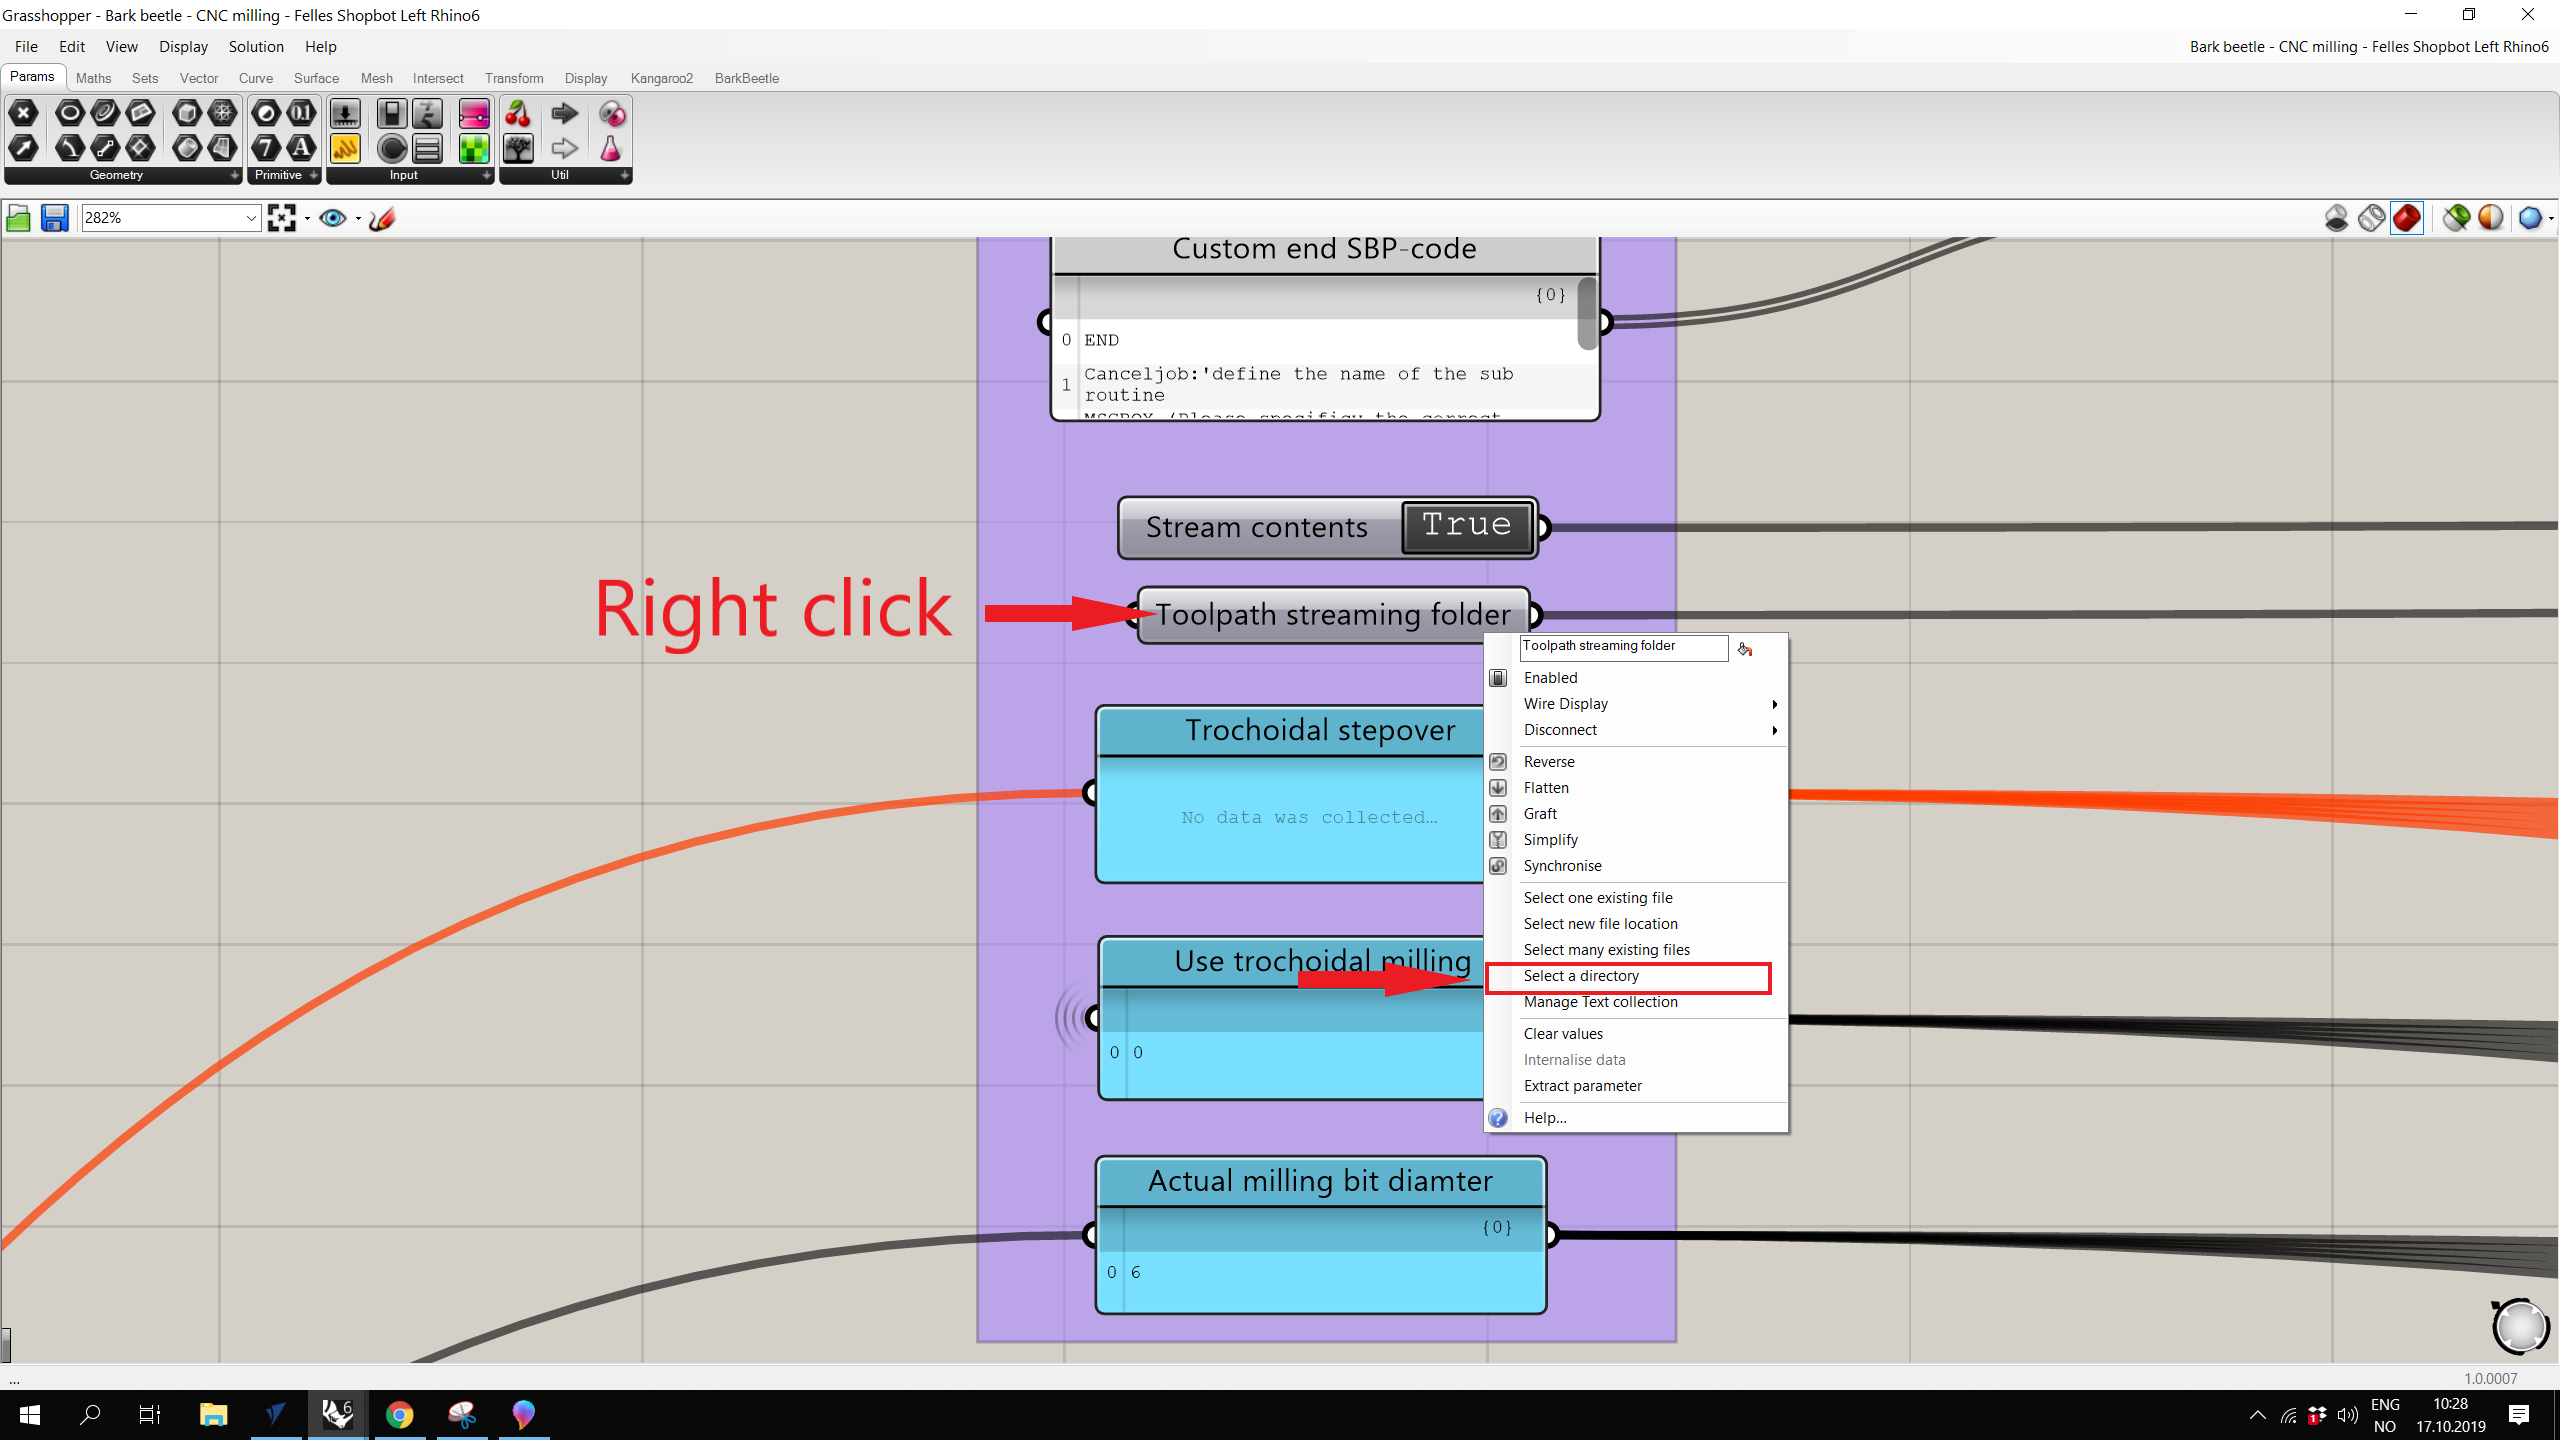 Grasshopper - Bark beetle - CNC milling - Felles Shopbot Left Rhino6
File Edit View Display Solution Help
Bark beetle - CNC milling - Felles Shopbot Left Rhino6
Params Maths Sets Vector Curve Surface Mesh Intersect Transform Display Kangaroo2 BarkBeetle
Geometry Primitive Input Util
282%
Custom end SBP-code
{0}
0 END
1 Canceljob:'define the name of the sub
routine
Stream contents True
Right click
Toolpath streaming folder
Toolpath streaming folder
Enabled
Wire Display
Disconnect
Reverse
Flatten
Graft
Simplify
Synchronise
Select one existing file
Select new file location
Select many existing files
Select a directory
Manage Text collection
Clear values
Internalise data
Extract parameter
Help...
Trochoidal stepover
No data was collected…
Use trochoidal milling
0 0
Actual milling bit diamter
{0}
0 6
...
1.0.0007
6
1
ENG
NO
10:28
17.10.2019